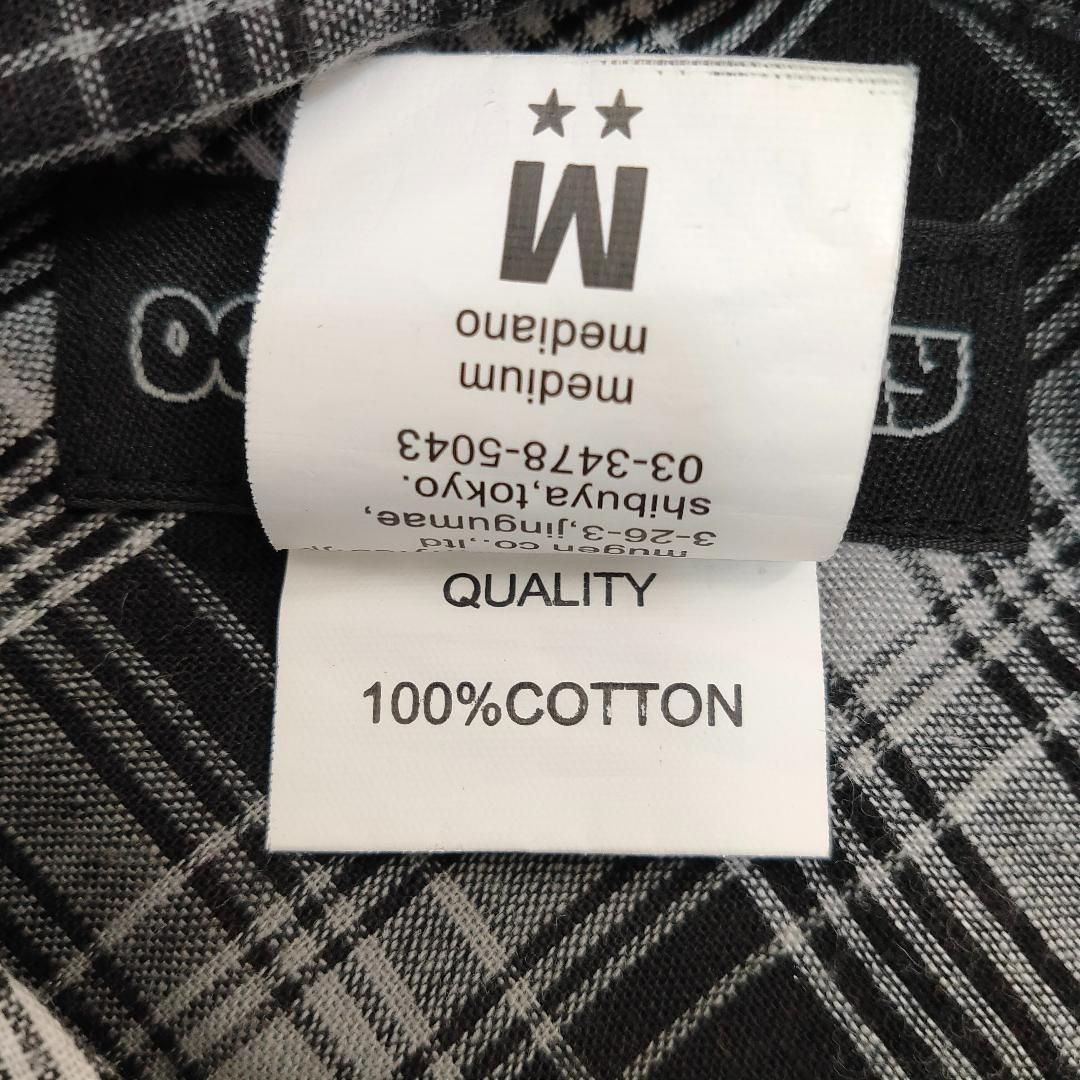 mugen co.,ltd
3-26-3,jingumae,
shibuya,tokyo.
03-3478-5043
medium
mediano
M
QUALITY
100%COTTON